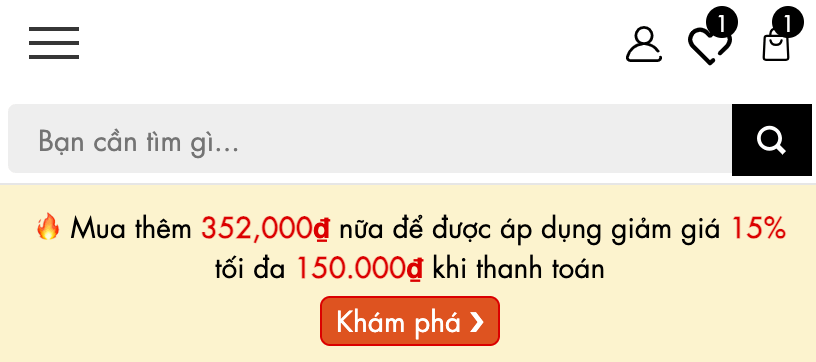 1
1
Bạn cần tìm gì...
🔥 Mua thêm 352,000₫ nữa để được áp dụng giảm giá 15%
tối đa 150.000₫ khi thanh toán
Khám phá ❯